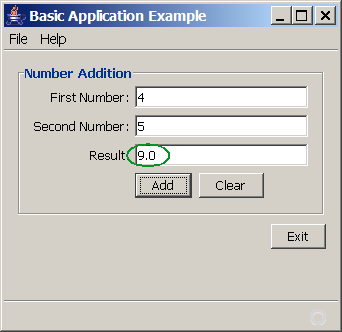 Basic Application Example
File Help
Number Addition
First Number: 4
Second Number: 5
Result 9.0
Add Clear
Exit